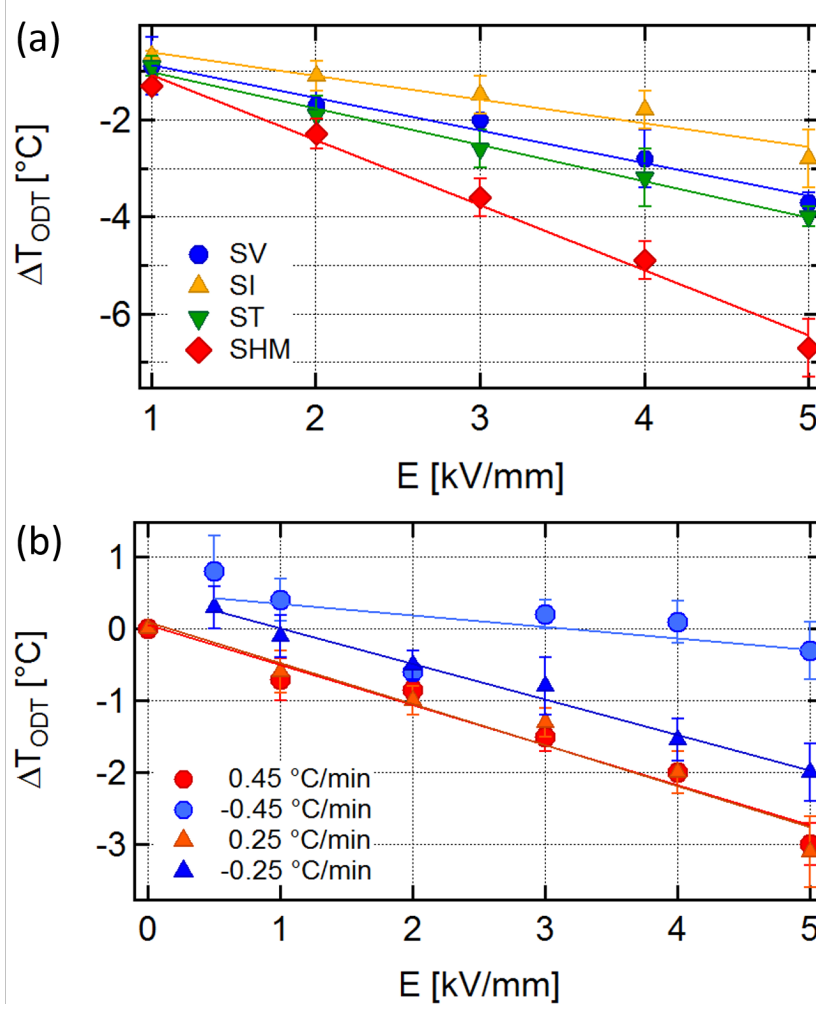 (a)
ΔT_ODT [°C]
-2
-4
-6
SV
SI
ST
SHM
1 2 3 4 5
E [kV/mm]
(b)
ΔT_ODT [°C]
1
0
-1
-2
-3
0.45 °C/min
-0.45 °C/min
0.25 °C/min
-0.25 °C/min
0 1 2 3 4 5
E [kV/mm]